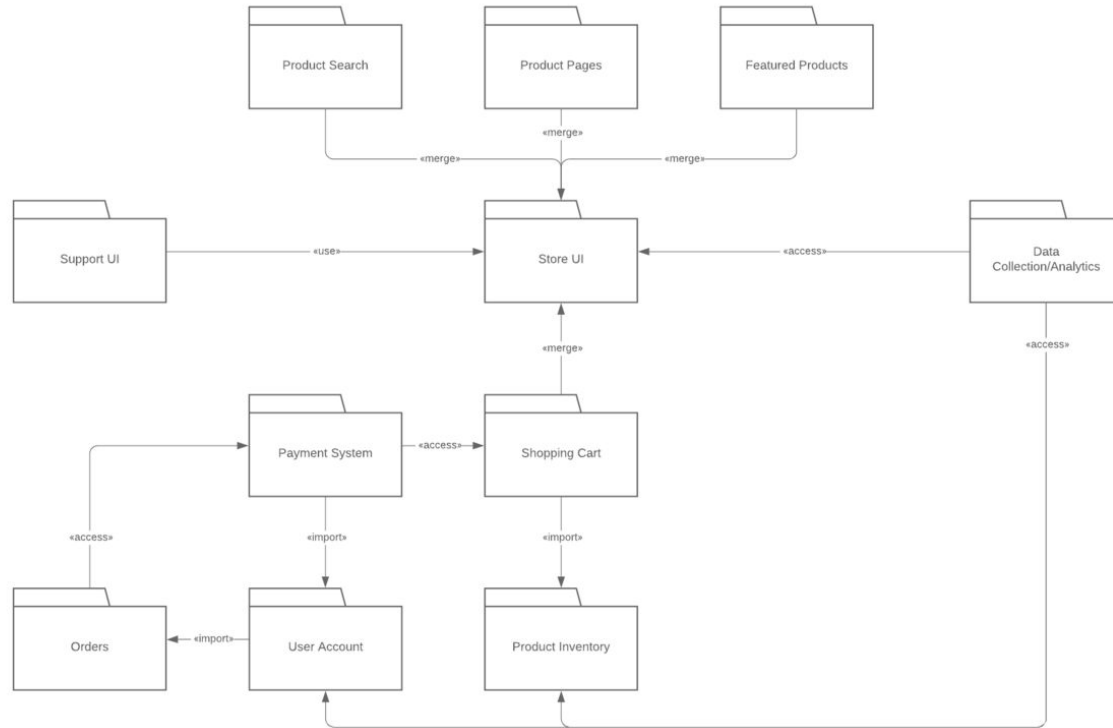 Product Search
Product Pages
Featured Products
«merge»
«merge»
«merge»
Support UI
«use»
Store UI
«access»
Data
Collection/Analytics
«merge»
«access»
Payment System
«access»
Shopping Cart
«access»
«import»
«import»
Orders
«import»
User Account
Product Inventory